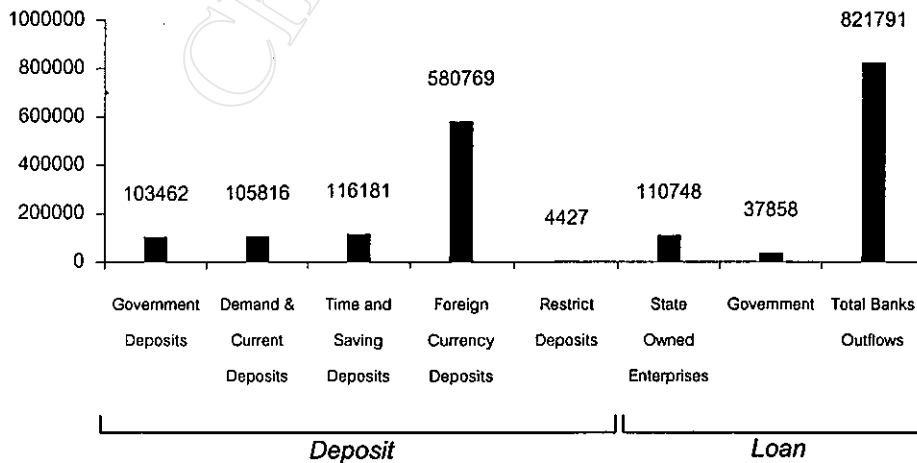 1000000
800000
600000
400000
200000
0
103462
105816
116181
580769
4427
110748
37858
821791
Government
Deposits
Demand &
Current
Deposits
Time and
Saving
Deposits
Foreign
Currency
Deposits
Restrict
Deposits
State
Owned
Enterprises
Government
Total Banks
Outflows
Deposit
Loan